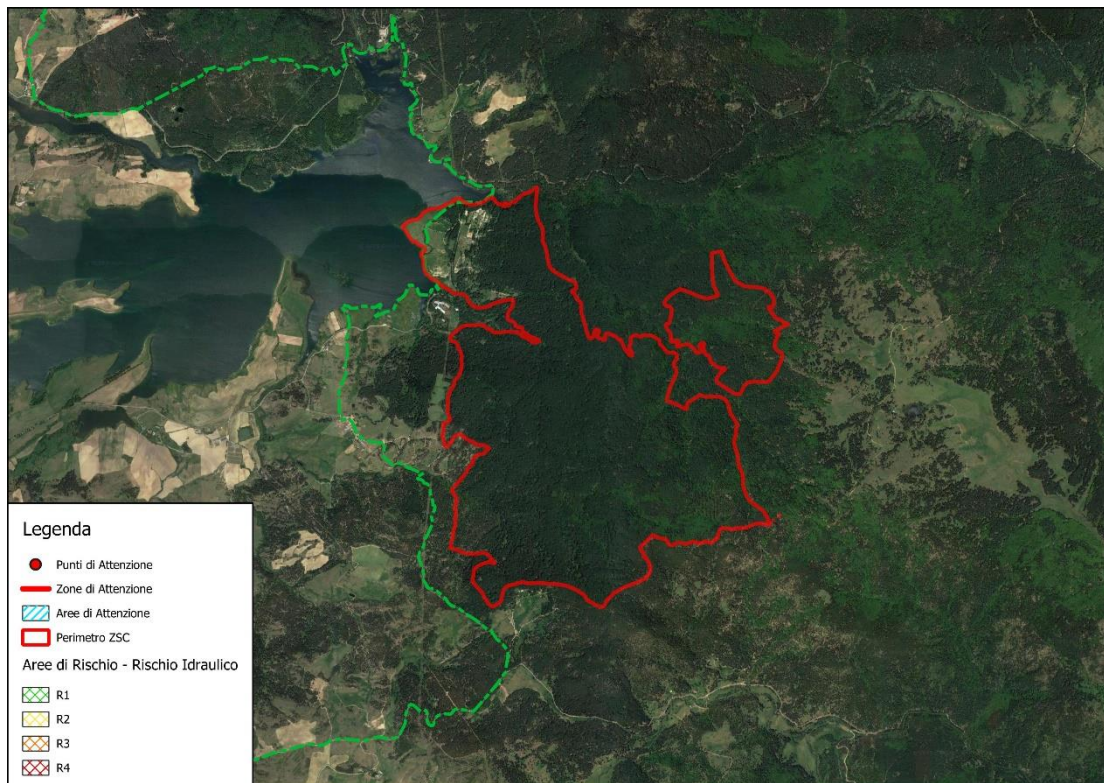 Legenda
Punti di Attenzione
Zone di Attenzione
Aree di Attenzione
Perimetro ZSC
Aree di Rischio - Rischio Idraulico
R1
R2
R3
R4